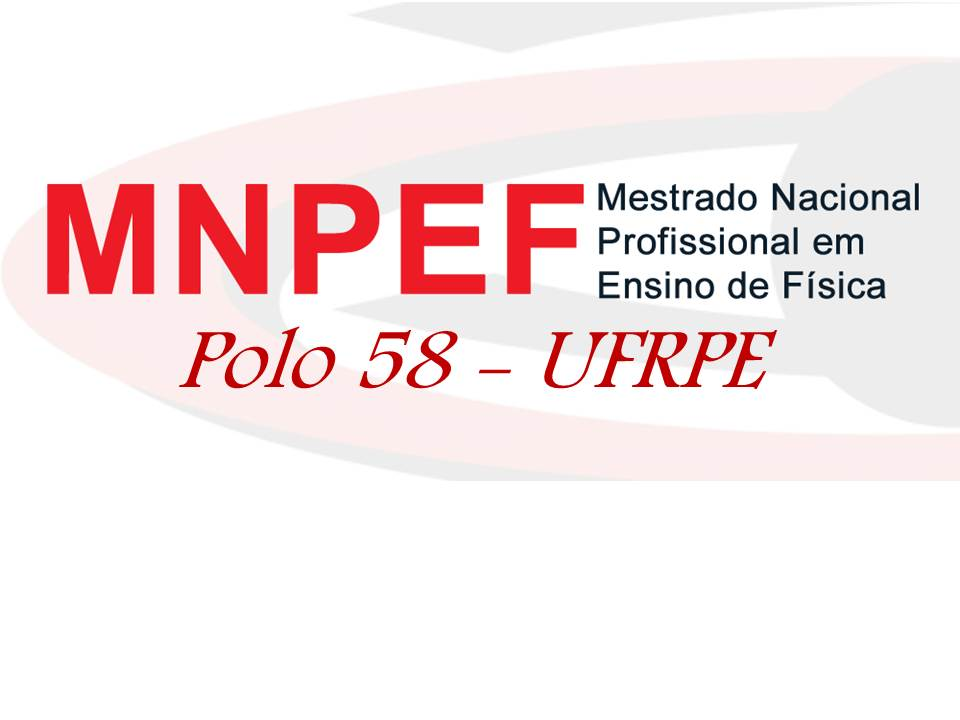 MNPEF
Mestrado Nacional
Profissional em
Ensino de Física
Polo 58 - UFRPE